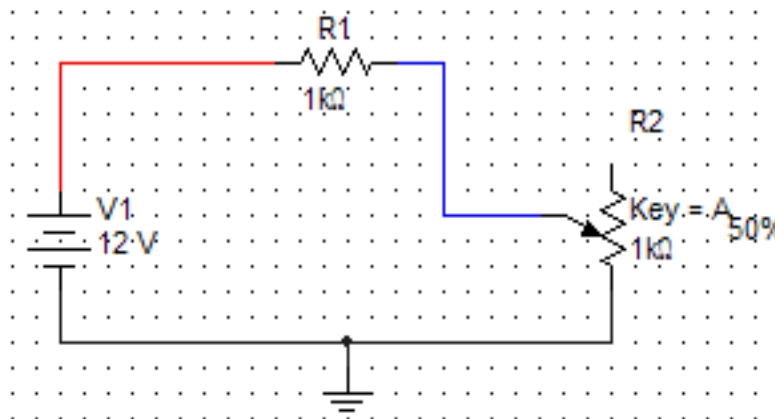 R1
1kΩ
R2
V1
12 V
Key = A
50%
1kΩ